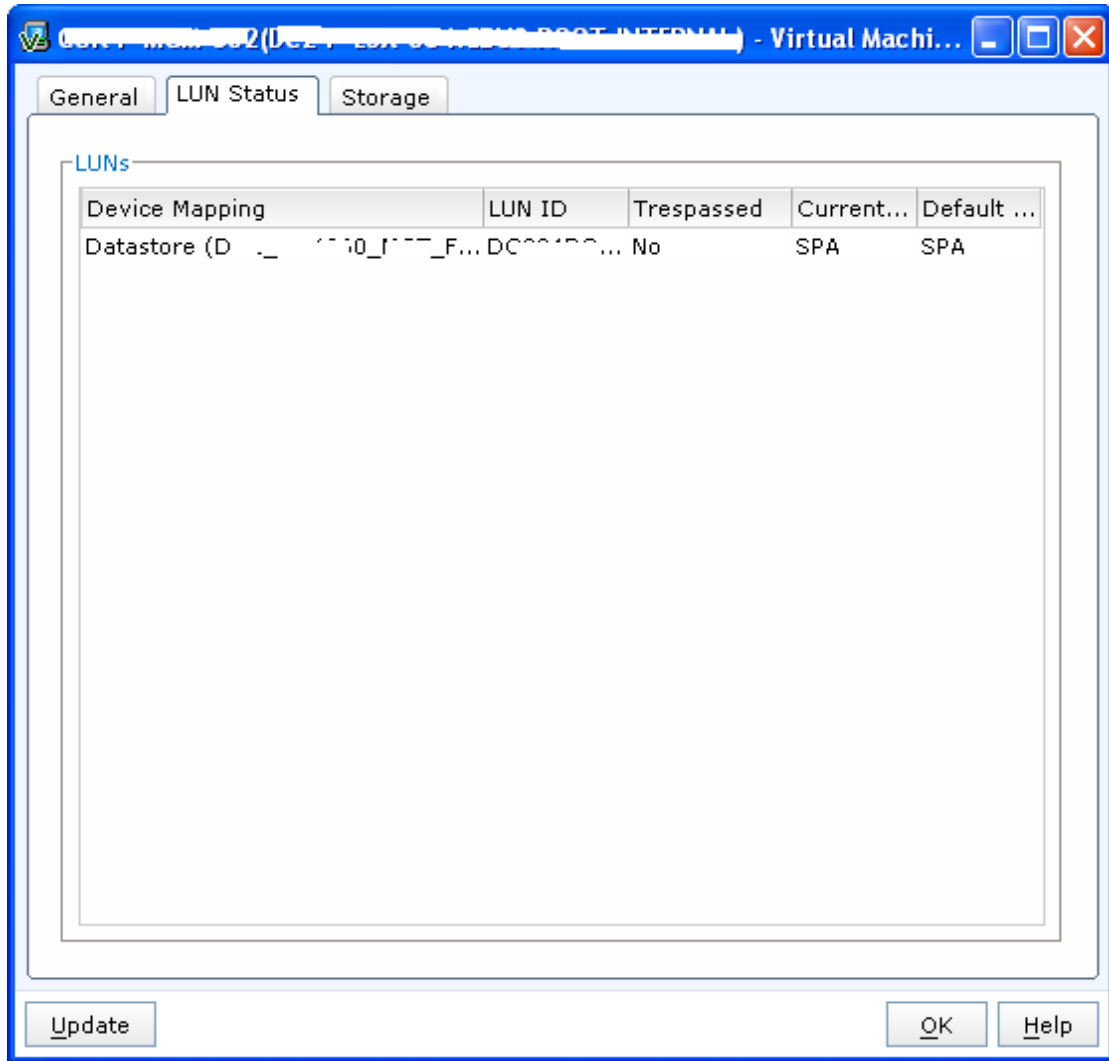 - Virtual Machi...
General LUN Status Storage
LUNs
Device Mapping LUN ID Trespassed Current... Default ...
Datastore (D No SPA SPA
Update OK Help